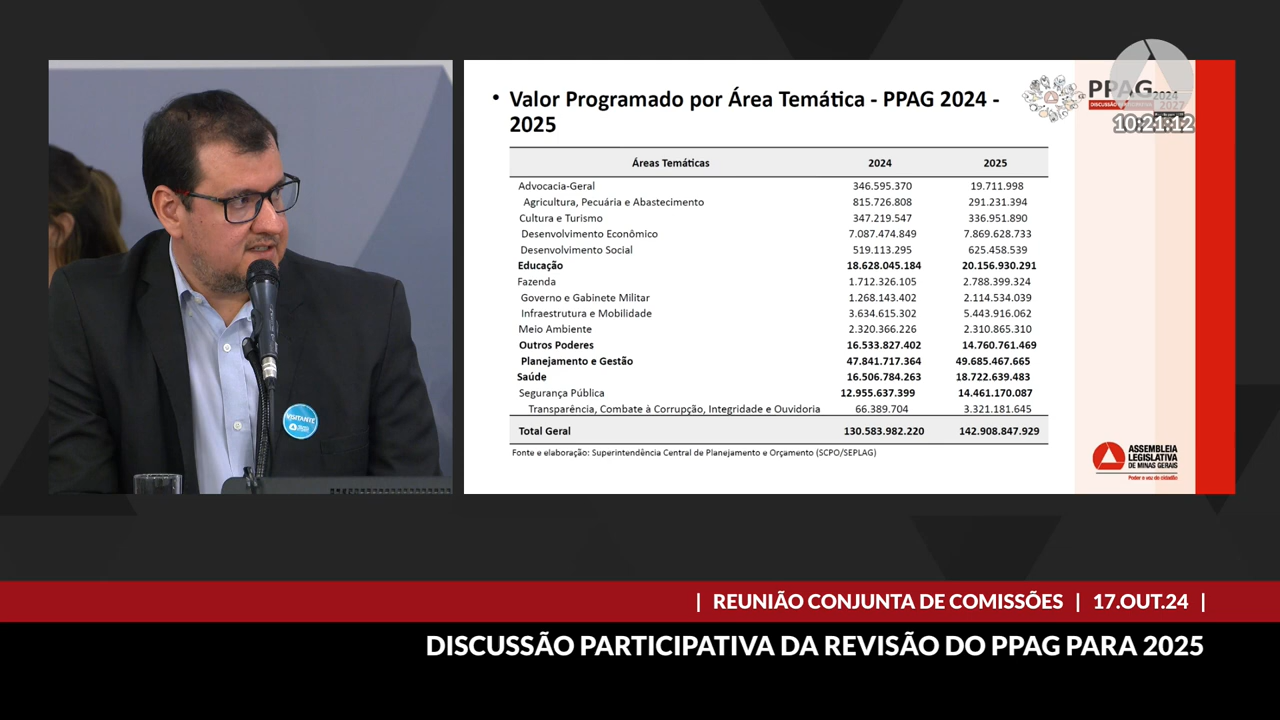 • Valor Programado por Área Temática - PPAG 2024 -
2025
PPAG 2024
2027
10:21:12
Áreas Temáticas 2024 2025
Advocacia-Geral 346.595.370 19.711.998
Agricultura, Pecuária e Abastecimento 815.726.808 291.231.394
Cultura e Turismo 347.219.547 336.951.890
Desenvolvimento Econômico 7.087.474.849 7.869.628.733
Desenvolvimento Social 519.113.295 625.458.539
Educação 18.628.045.184 20.156.930.291
Fazenda 1.712.326.105 2.788.399.324
Governo e Gabinete Militar 1.268.143.402 2.114.534.039
Infraestrutura e Mobilidade 3.634.615.302 5.443.916.062
Meio Ambiente 2.320.366.226 2.310.865.310
Outros Poderes 16.533.827.402 14.760.761.469
Planejamento e Gestão 47.841.717.364 49.685.467.665
Saúde 16.506.784.263 18.722.639.483
Segurança Pública 12.955.637.399 14.461.170.087
Transparência, Combate à Corrupção, Integridade e Ouvidoria 66.389.704 3.321.181.645
Total Geral 130.583.982.220 142.908.847.929
Fonte e elaboração: Superintendência Central de Planejamento e Orçamento (SCPO/SEPLAG)
ASSEMBLEIA
LEGISLATIVA
DE MINAS GERAIS
Poder e voz do cidadão
VISITANTE
| REUNIÃO CONJUNTA DE COMISSÕES | 17.OUT.24 |
DISCUSSÃO PARTICIPATIVA DA REVISÃO DO PPAG PARA 2025